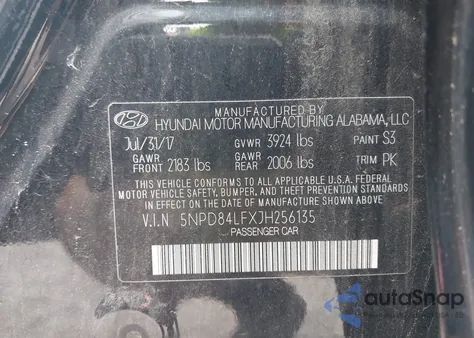 MANUFACTURED BY
HYUNDAI MOTOR MANUFACTURING ALABAMA, LLC
Jul/31/17 GVWR 3924 lbs PAINT S3
GAWR FRONT 2183 lbs GAWR REAR 2006 lbs TRIM PK
THIS VEHICLE CONFORMS TO ALL APPLICABLE U.S.A. FEDERAL
MOTOR VEHICLE SAFETY, BUMPER, AND THEFT PREVENTION STANDARDS
IN EFFECT ON THE DATE OF MANUFACTURE SHOWN ABOVE.
V.I.N 5NPD84LFXJH256135
PASSENGER CAR
autoSnap